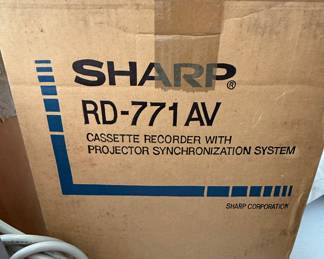 SHARP®
RD-771AV
CASSETTE RECORDER WITH
PROJECTOR SYNCHRONIZATION SYSTEM
SHARP CORPORATION